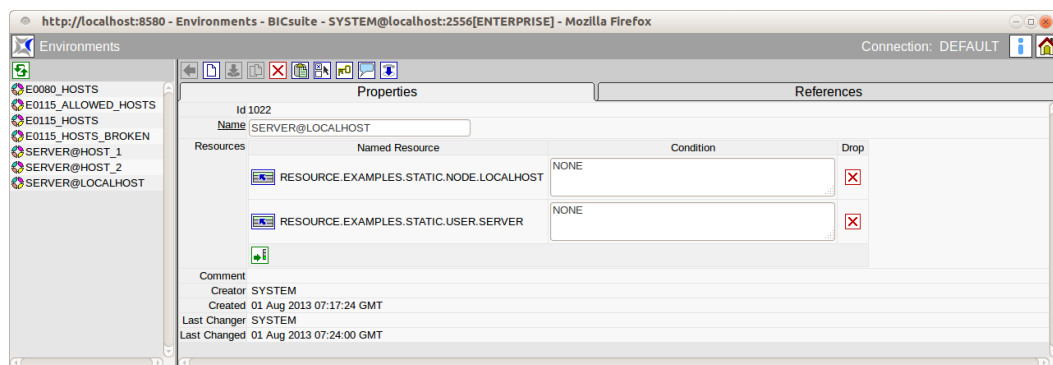 http://localhost:8580 - Environments - BICsuite - SYSTEM@localhost:2556[ENTERPRISE] - Mozilla Firefox
Environments
Connection: DEFAULT
E0080_HOSTS
E0115_ALLOWED_HOSTS
E0115_HOSTS
E0115_HOSTS_BROKEN
SERVER@HOST_1
SERVER@HOST_2
SERVER@LOCALHOST
Properties
References
Id 1022
Name SERVER@LOCALHOST
Resources Named Resource Condition Drop
RESOURCE.EXAMPLES.STATIC.NODE.LOCALHOST NONE
RESOURCE.EXAMPLES.STATIC.USER.SERVER NONE
Comment
Creator SYSTEM
Created 01 Aug 2013 07:17:24 GMT
Last Changer SYSTEM
Last Changed 01 Aug 2013 07:24:00 GMT